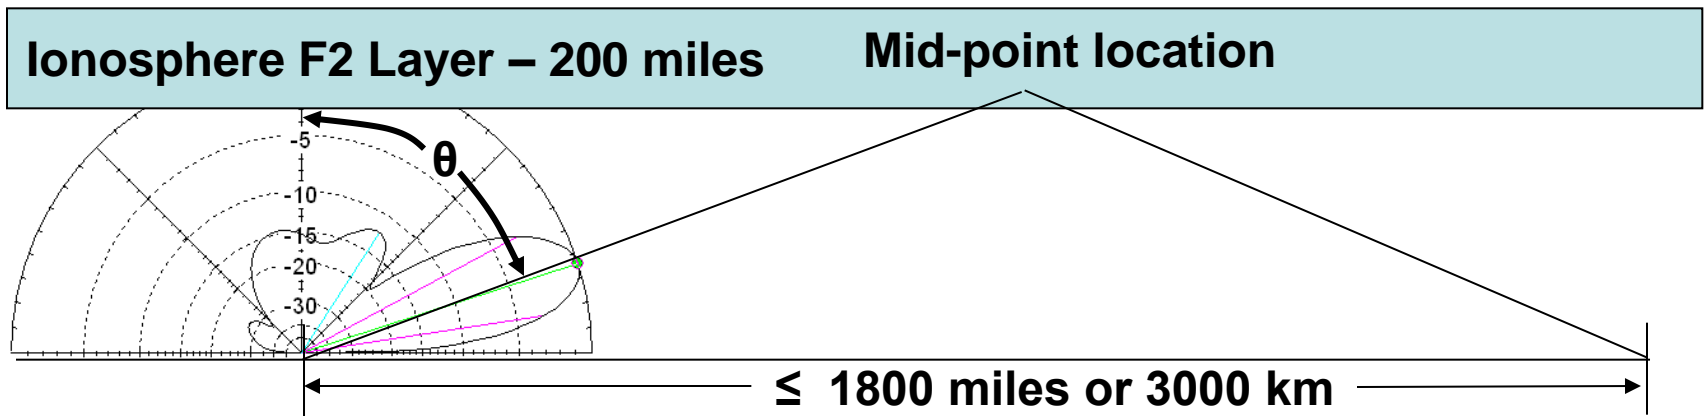 Ionosphere F2 Layer – 200 miles
Mid-point location
-5
θ
-10
-15
-20
-30
≤ 1800 miles or 3000 km